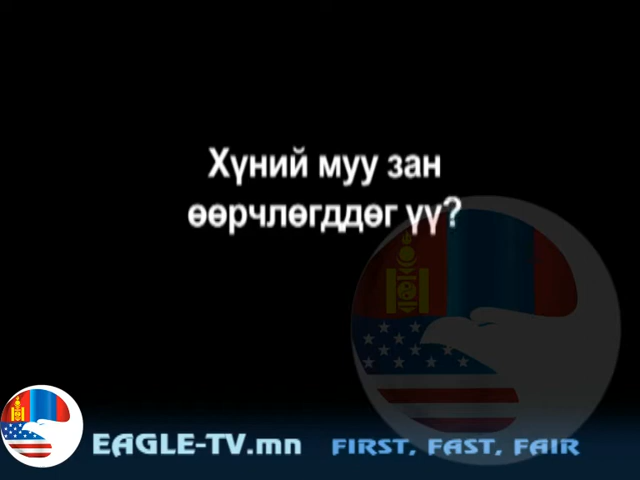 Хүний муу зан
өөрчлөгддөг үү?
EAGLE-TV.mn FIRST, FAST, FAIR